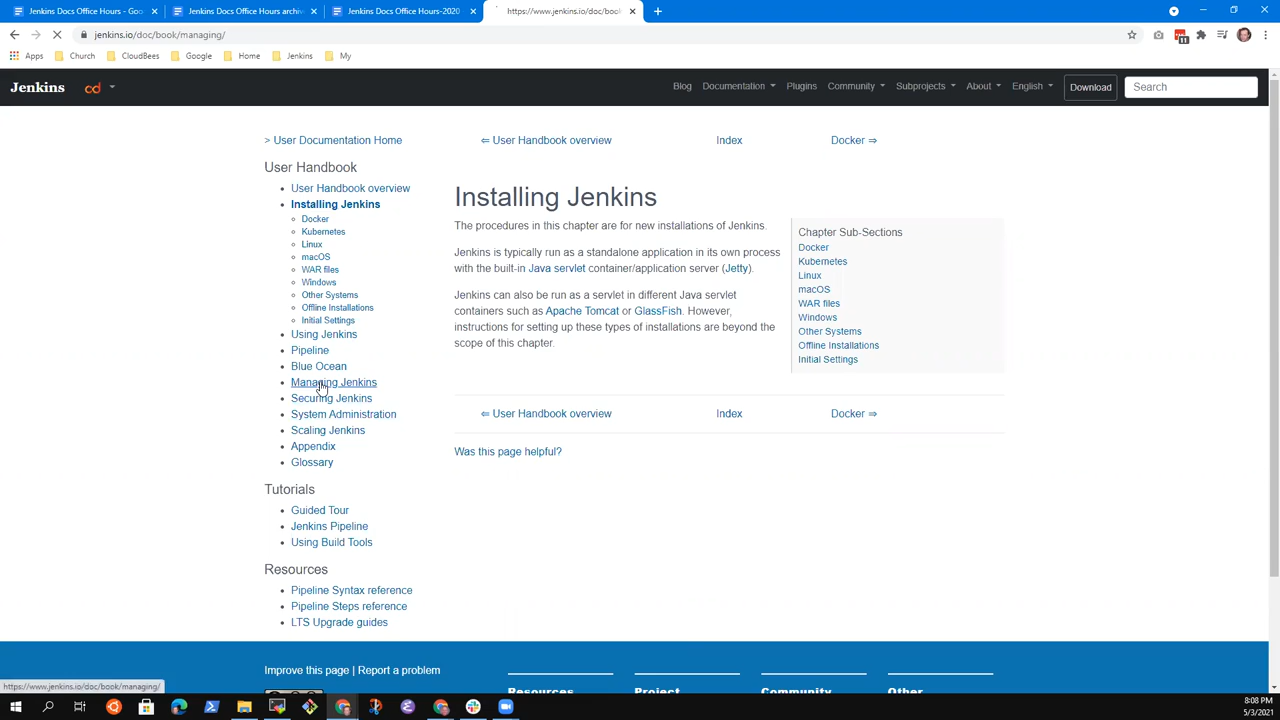 Jenkins Docs Office Hours - Goo
Jenkins Docs Office Hours archiv
Jenkins Docs Office Hours-2020
https://www.jenkins.io/doc/book/
jenkins.io/doc/book/managing/
11
Apps
Church
CloudBees
Google
Home
Jenkins
My
Jenkins
cd
Blog
Documentation
Plugins
Community
Subprojects
About
English
Download
Search
> User Documentation Home
⇐ User Handbook overview
Index
Docker ⇒
User Handbook
User Handbook overview
Installing Jenkins
Docker
Kubernetes
Linux
macOS
WAR files
Windows
Other Systems
Offline Installations
Initial Settings
Using Jenkins
Pipeline
Blue Ocean
Managing Jenkins
Securing Jenkins
System Administration
Scaling Jenkins
Appendix
Glossary
Tutorials
Guided Tour
Jenkins Pipeline
Using Build Tools
Resources
Pipeline Syntax reference
Pipeline Steps reference
LTS Upgrade guides
Installing Jenkins
The procedures in this chapter are for new installations of Jenkins.
Jenkins is typically run as a standalone application in its own process
with the built-in Java servlet container/application server (Jetty).
Jenkins can also be run as a servlet in different Java servlet
containers such as Apache Tomcat or GlassFish. However,
instructions for setting up these types of installations are beyond the
scope of this chapter.
Chapter Sub-Sections
Docker
Kubernetes
Linux
macOS
WAR files
Windows
Other Systems
Offline Installations
Initial Settings
⇐ User Handbook overview
Index
Docker ⇒
Was this page helpful?
Improve this page | Report a problem
Resources
Project
Community
Other
https://www.jenkins.io/doc/book/managing/
8:08 PM
5/3/2021